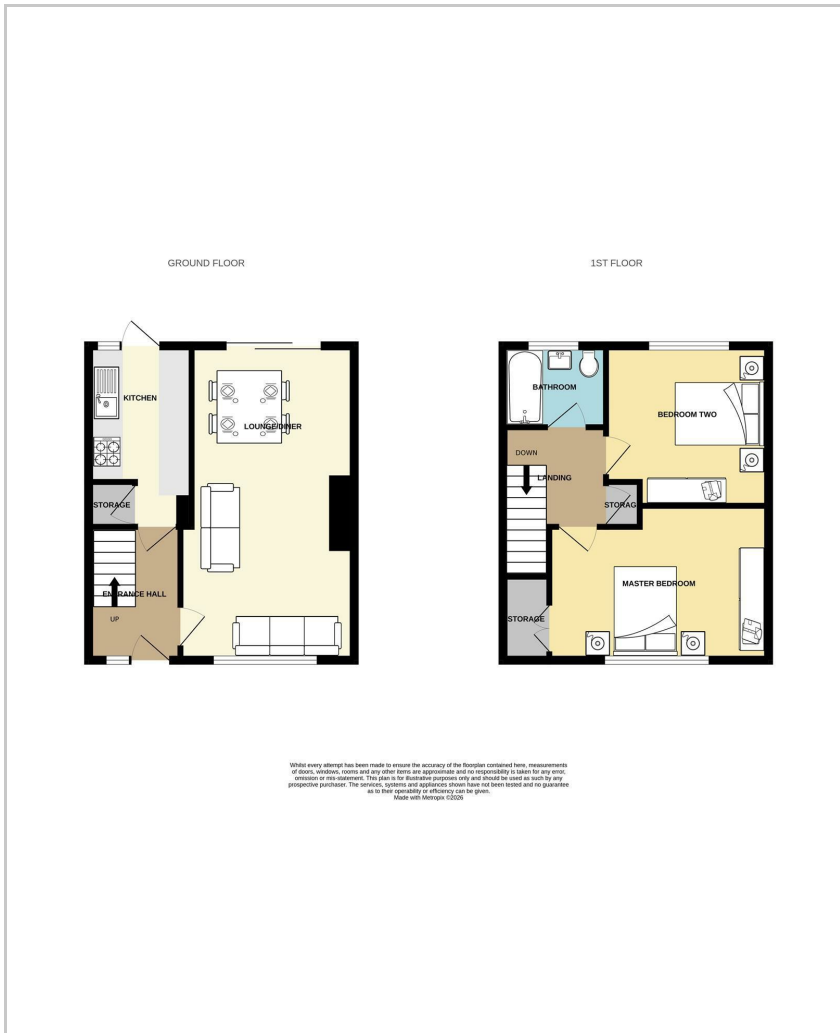 GROUND FLOOR
KITCHEN
LOUNGE/DINER
STORAGE
ENTRANCE HALL
UP
1ST FLOOR
BATHROOM
BEDROOM TWO
DOWN
LANDING
STORAGE
MASTER BEDROOM
STORAGE
Whilst every attempt has been made to ensure the accuracy of the floorplan contained here, measurements
of doors, windows, rooms and any other items are approximate and no responsibility is taken for any error,
omission or mis-statement. This plan is for illustrative purposes only and should be used as such by any
prospective purchaser. The services, systems and appliances shown have not been tested and no guarantee
as to their operability or efficiency can be given.
Made with Metropix ©2026